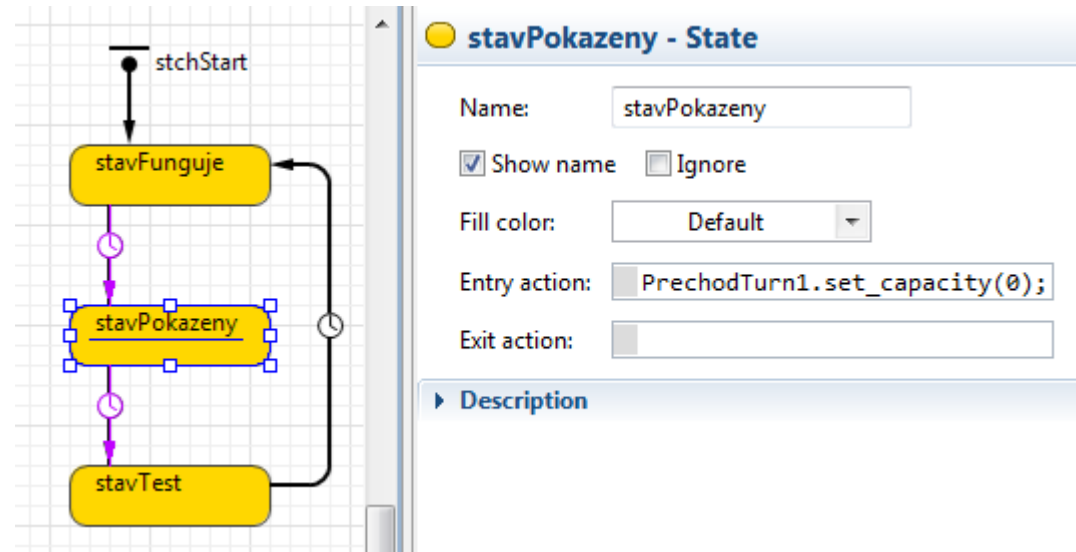 stchStart
stavFunguje
stavPokazeny
stavTest
stavPokazeny - State
Name: stavPokazeny
Show name Ignore
Fill color: Default
Entry action: PrechodTurn1.set_capacity(0);
Exit action:
Description